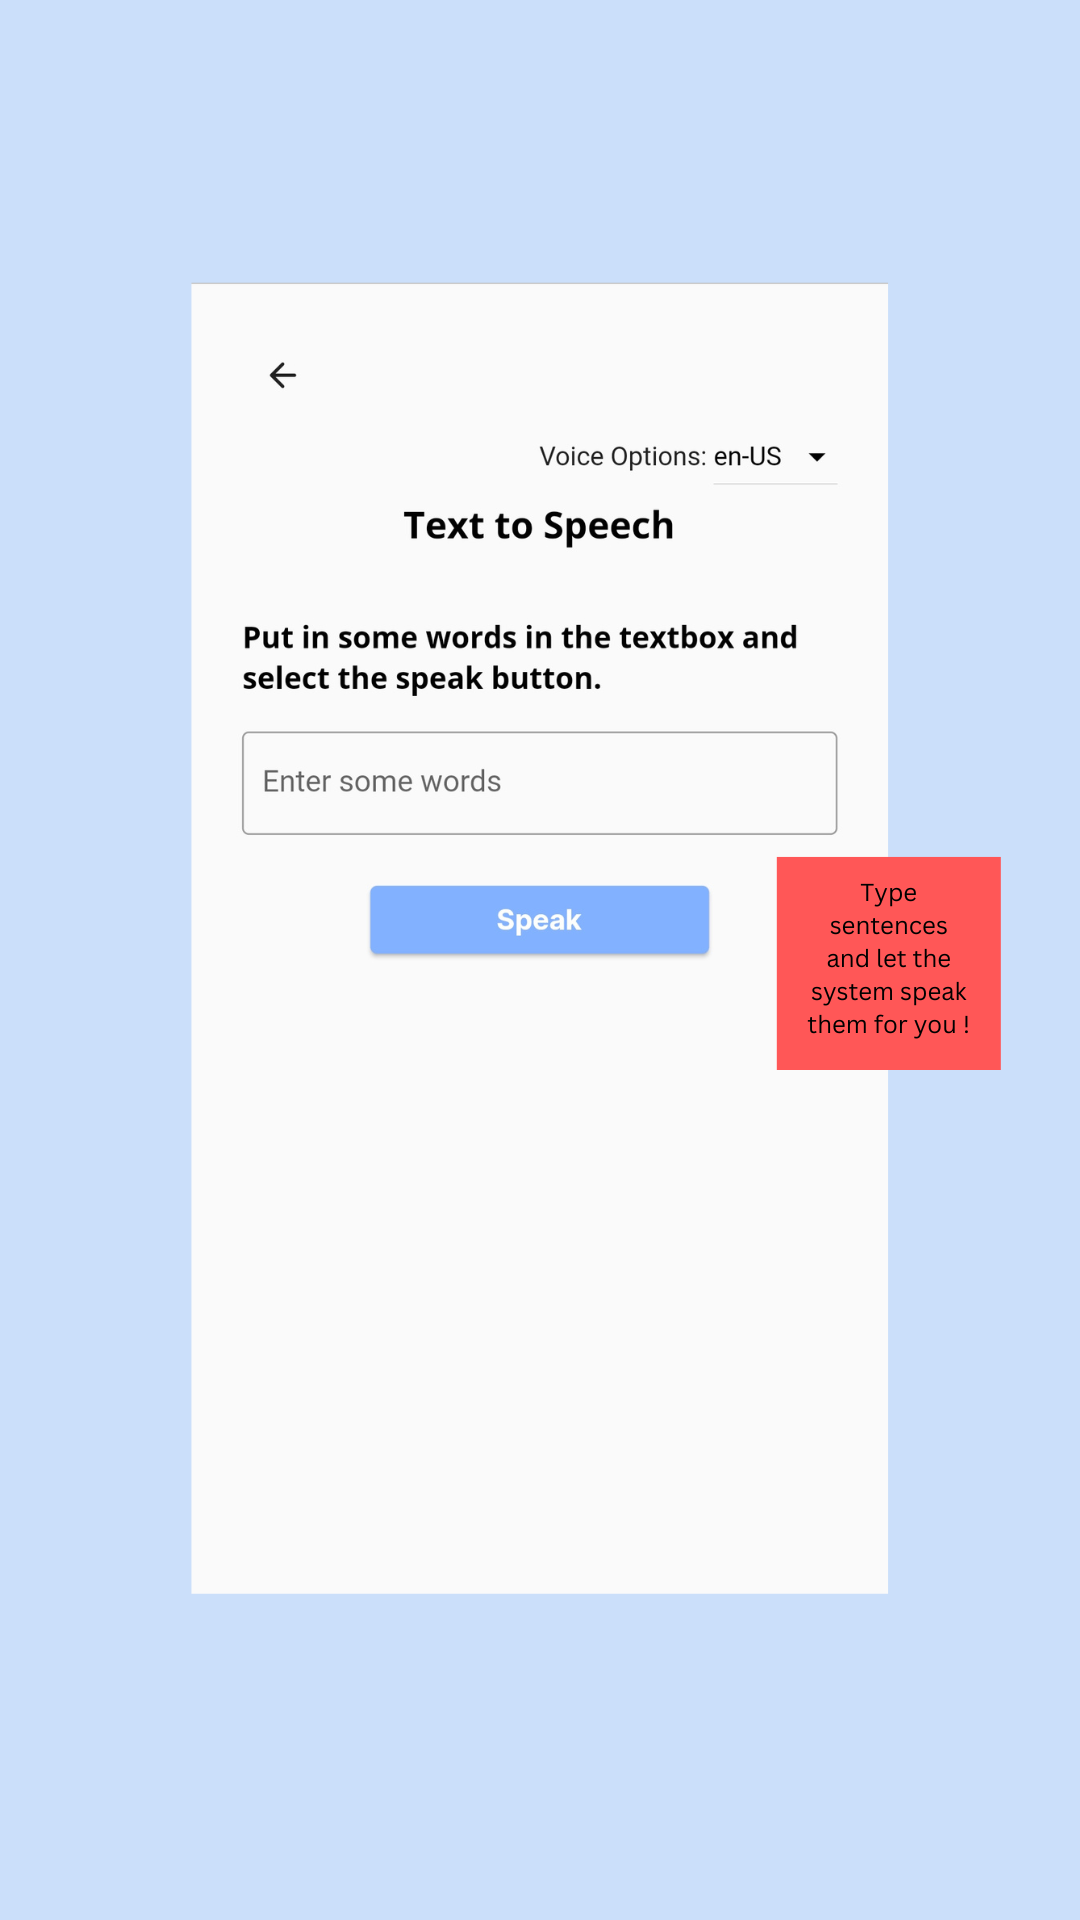 Voice Options: en-US
Text to Speech
Put in some words in the textbox and
select the speak button.
Enter some words
Speak
Type
sentences
and let the
system speak
them for you !